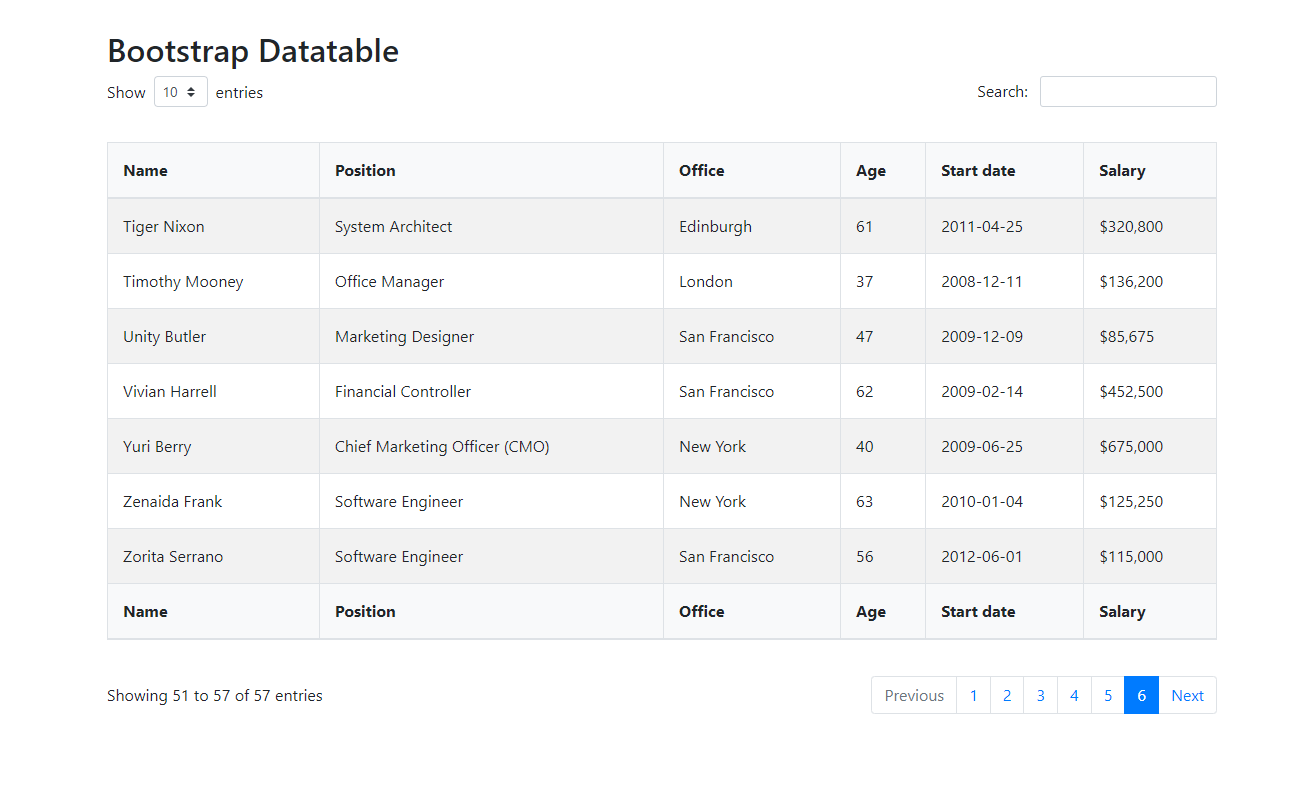 Bootstrap Datatable
Show 10 entries Search:
Name Position Office Age Start date Salary
Tiger Nixon System Architect Edinburgh 61 2011-04-25 $320,800
Timothy Mooney Office Manager London 37 2008-12-11 $136,200
Unity Butler Marketing Designer San Francisco 47 2009-12-09 $85,675
Vivian Harrell Financial Controller San Francisco 62 2009-02-14 $452,500
Yuri Berry Chief Marketing Officer (CMO) New York 40 2009-06-25 $675,000
Zenaida Frank Software Engineer New York 63 2010-01-04 $125,250
Zorita Serrano Software Engineer San Francisco 56 2012-06-01 $115,000
Name Position Office Age Start date Salary
Showing 51 to 57 of 57 entries Previous 1 2 3 4 5 6 Next